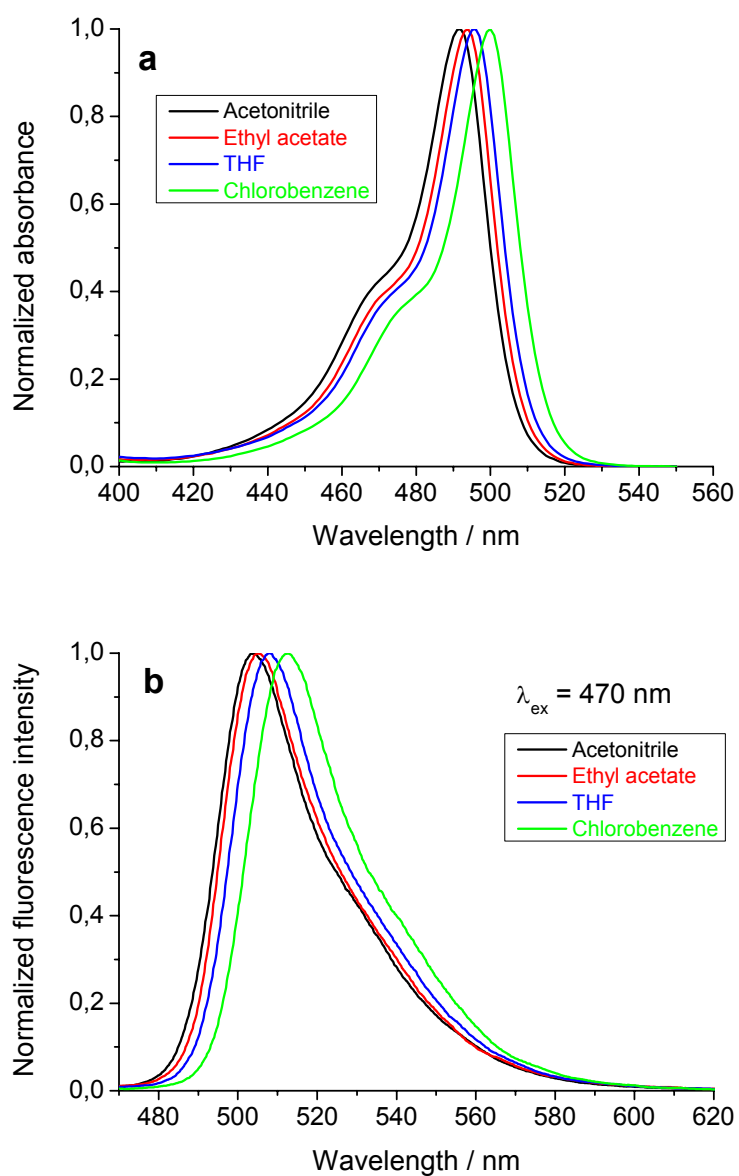 a
Acetonitrile
Ethyl acetate
THF
Chlorobenzene
Normalized absorbance
1,0
0,8
0,6
0,4
0,2
0,0
400 420 440 460 480 500 520 540 560
Wavelength / nm
b
λex = 470 nm
Acetonitrile
Ethyl acetate
THF
Chlorobenzene
Normalized fluorescence intensity
1,0
0,8
0,6
0,4
0,2
0,0
480 500 520 540 560 580 600 620
Wavelength / nm